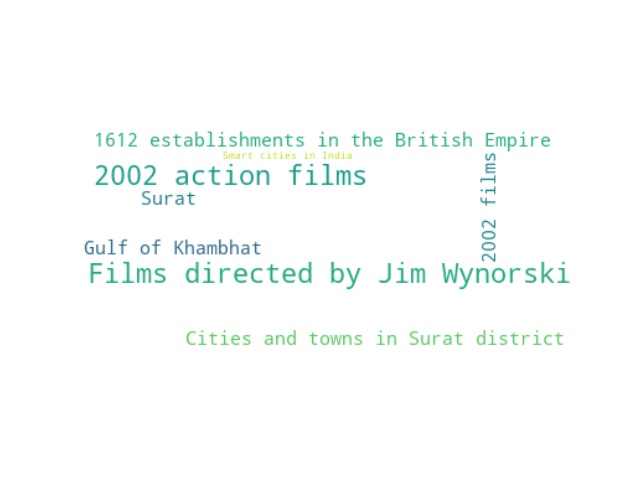 1612 establishments in the British Empire
Smart cities in India
2002 action films
Surat
2002 films
Gulf of Khambhat
Films directed by Jim Wynorski
Cities and towns in Surat district